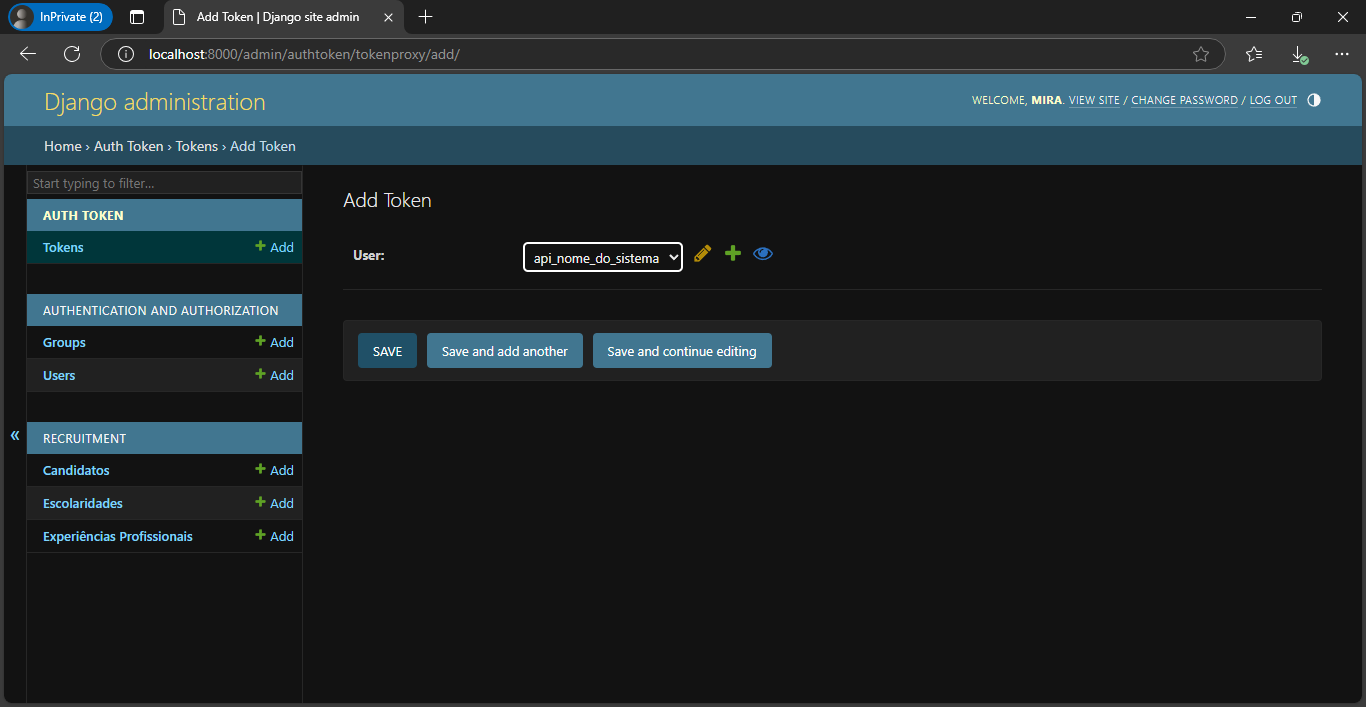 InPrivate (2)
Add Token | Django site admin
localhost:8000/admin/authtoken/tokenproxy/add/
Django administration
WELCOME, MIRA. VIEW SITE / CHANGE PASSWORD / LOG OUT
Home › Auth Token › Tokens › Add Token
Start typing to filter...
AUTH TOKEN
Tokens
Add
AUTHENTICATION AND AUTHORIZATION
Groups
Add
Users
Add
«
RECRUITMENT
Candidatos
Add
Escolaridades
Add
Experiências Profissionais
Add
Add Token
User:
api_nome_do_sistema
SAVE
Save and add another
Save and continue editing